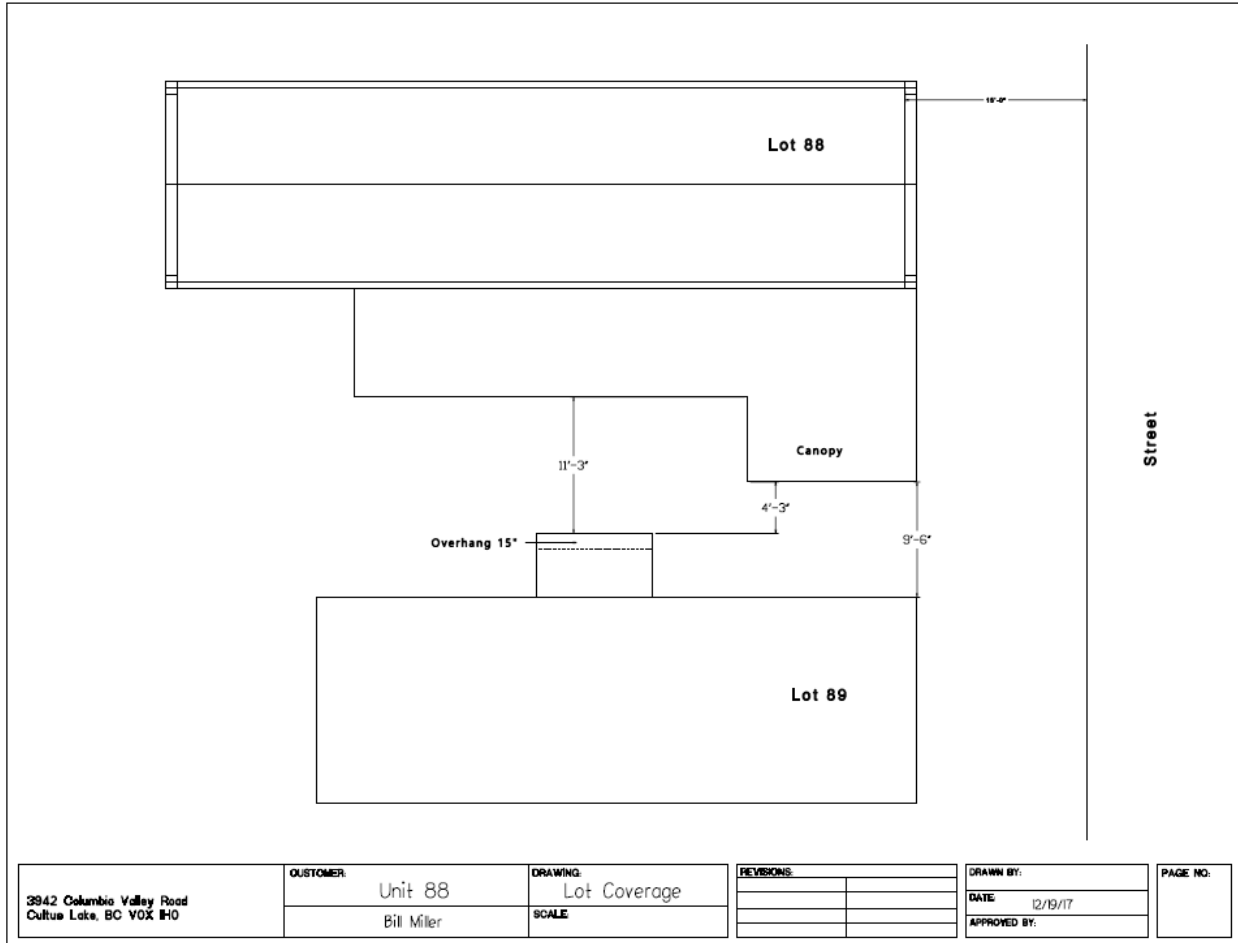 Lot 88
Canopy
11'-3"
4'-3"
Overhang 15"
9'-6"
Street
Lot 89
3942 Columbia Valley Road
Cultus Lake, BC V0X 1H0
CUSTOMER:
Unit 88
Bill Miller
DRAWING:
Lot Coverage
SCALE:
REVISIONS:
DRAWN BY:
DATE:
12/19/17
APPROVED BY:
PAGE NO: